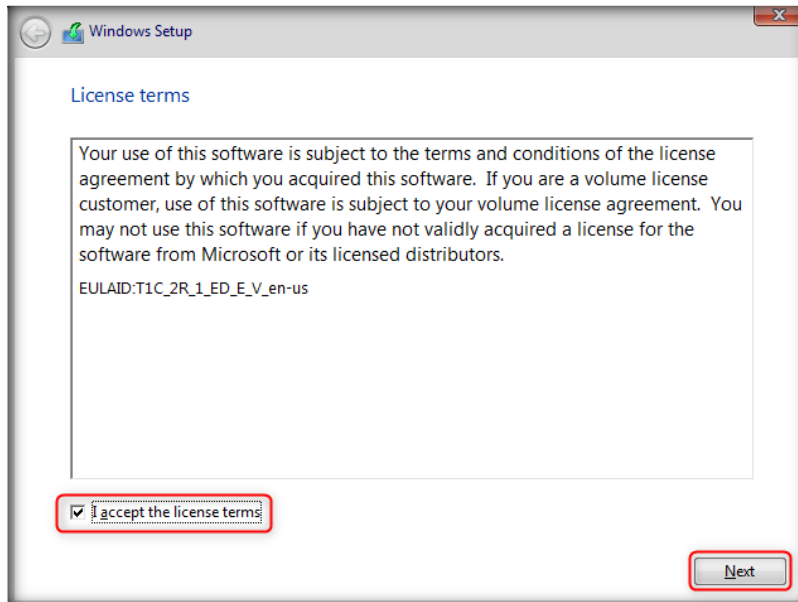 Windows Setup
License terms
Your use of this software is subject to the terms and conditions of the license
agreement by which you acquired this software.  If you are a volume license
customer, use of this software is subject to your volume license agreement.  You
may not use this software if you have not validly acquired a license for the
software from Microsoft or its licensed distributors.
EULAID:T1C_2R_1_ED_E_V_en-us
I accept the license terms
Next